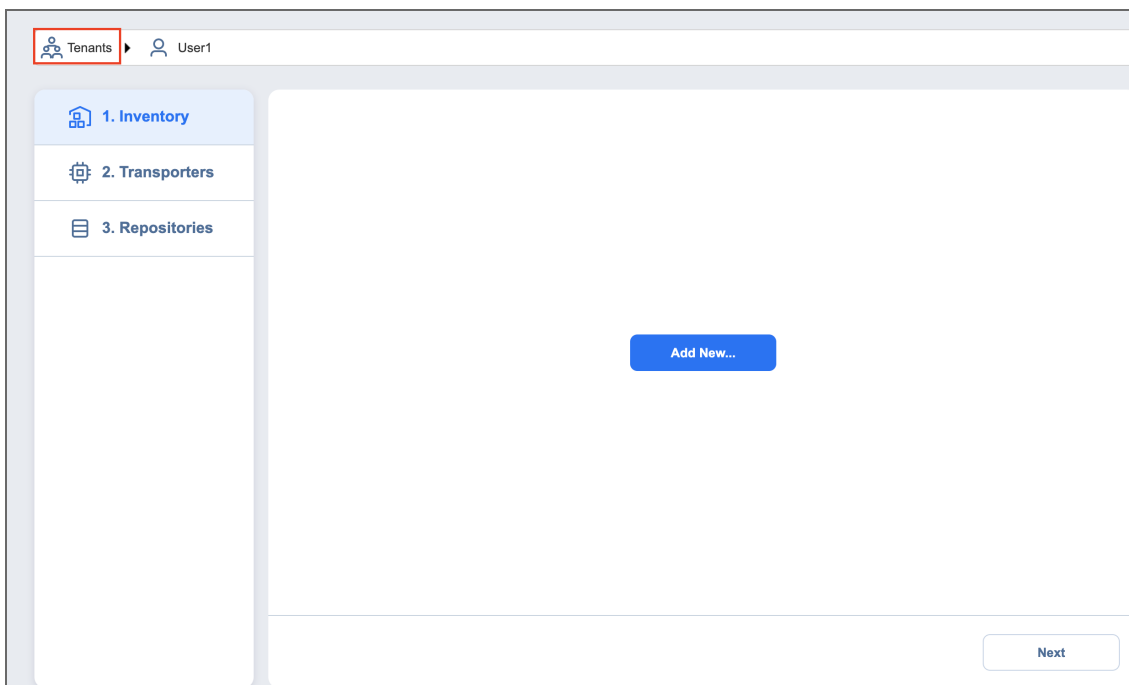 Tenants User1
1. Inventory
2. Transporters
3. Repositories
Add New...
Next